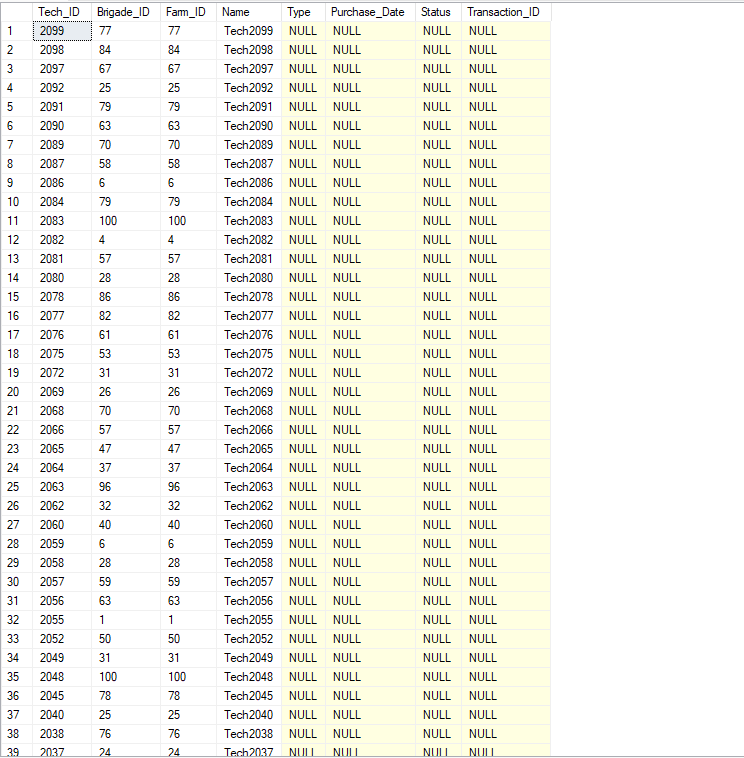 Tech_ID Brigade_ID Farm_ID Name Type Purchase_Date Status Transaction_ID
1 2099 77 77 Tech2099 NULL NULL NULL NULL
2 2098 84 84 Tech2098 NULL NULL NULL NULL
3 2097 67 67 Tech2097 NULL NULL NULL NULL
4 2092 25 25 Tech2092 NULL NULL NULL NULL
5 2091 79 79 Tech2091 NULL NULL NULL NULL
6 2090 63 63 Tech2090 NULL NULL NULL NULL
7 2089 70 70 Tech2089 NULL NULL NULL NULL
8 2087 58 58 Tech2087 NULL NULL NULL NULL
9 2086 6 6 Tech2086 NULL NULL NULL NULL
10 2084 79 79 Tech2084 NULL NULL NULL NULL
11 2083 100 100 Tech2083 NULL NULL NULL NULL
12 2082 4 4 Tech2082 NULL NULL NULL NULL
13 2081 57 57 Tech2081 NULL NULL NULL NULL
14 2080 28 28 Tech2080 NULL NULL NULL NULL
15 2078 86 86 Tech2078 NULL NULL NULL NULL
16 2077 82 82 Tech2077 NULL NULL NULL NULL
17 2076 61 61 Tech2076 NULL NULL NULL NULL
18 2075 53 53 Tech2075 NULL NULL NULL NULL
19 2072 31 31 Tech2072 NULL NULL NULL NULL
20 2069 26 26 Tech2069 NULL NULL NULL NULL
21 2068 70 70 Tech2068 NULL NULL NULL NULL
22 2066 57 57 Tech2066 NULL NULL NULL NULL
23 2065 47 47 Tech2065 NULL NULL NULL NULL
24 2064 37 37 Tech2064 NULL NULL NULL NULL
25 2063 96 96 Tech2063 NULL NULL NULL NULL
26 2062 32 32 Tech2062 NULL NULL NULL NULL
27 2060 40 40 Tech2060 NULL NULL NULL NULL
28 2059 6 6 Tech2059 NULL NULL NULL NULL
29 2058 28 28 Tech2058 NULL NULL NULL NULL
30 2057 59 59 Tech2057 NULL NULL NULL NULL
31 2056 63 63 Tech2056 NULL NULL NULL NULL
32 2055 1 1 Tech2055 NULL NULL NULL NULL
33 2052 50 50 Tech2052 NULL NULL NULL NULL
34 2049 31 31 Tech2049 NULL NULL NULL NULL
35 2048 100 100 Tech2048 NULL NULL NULL NULL
36 2045 78 78 Tech2045 NULL NULL NULL NULL
37 2040 25 25 Tech2040 NULL NULL NULL NULL
38 2038 76 76 Tech2038 NULL NULL NULL NULL
39 2037 24 24 Tech2037 NULL NULL NULL NULL